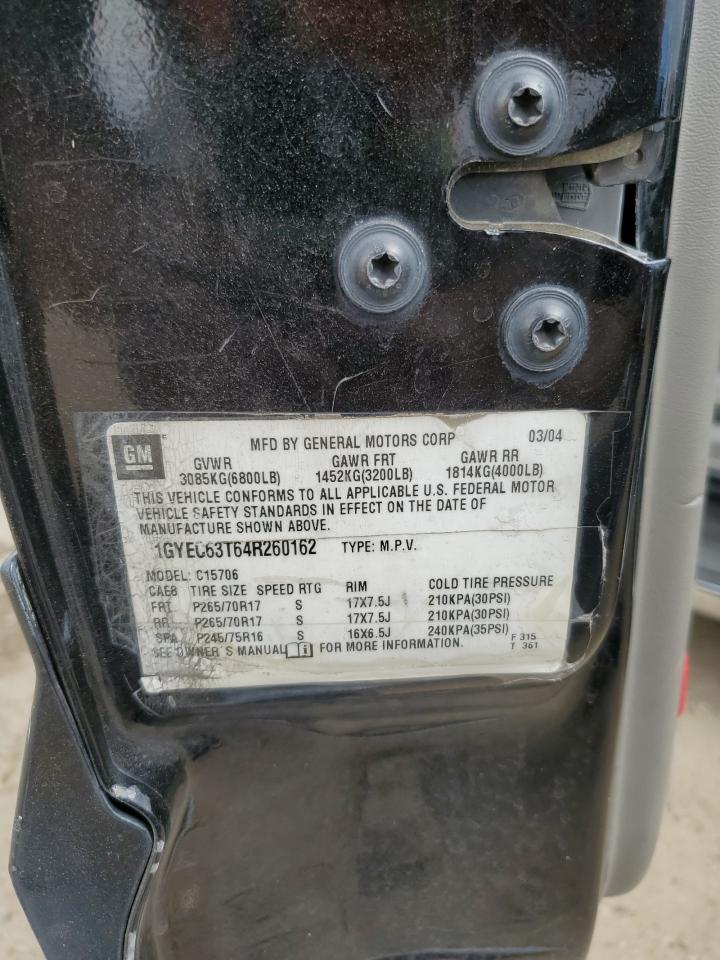 GM
MFD BY GENERAL MOTORS CORP 03/04
GVWR GAWR FRT GAWR RR
3085KG(6800LB) 1452KG(3200LB) 1814KG(4000LB)
THIS VEHICLE CONFORMS TO ALL APPLICABLE U.S. FEDERAL MOTOR
VEHICLE SAFETY STANDARDS IN EFFECT ON THE DATE OF
MANUFACTURE SHOWN ABOVE.
1GYEC63T64R260162 TYPE: M.P.V.
MODEL: C15706
CAE8 TIRE SIZE SPEED RTG RIM COLD TIRE PRESSURE
FRT P265/70R17 S 17X7.5J 210KPA(30PSI)
RR P265/70R17 S 17X7.5J 210KPA(30PSI)
SPA P245/75R16 S 16X6.5J 240KPA(35PSI)
SEE OWNER'S MANUAL FOR MORE INFORMATION.
F 315
T 361